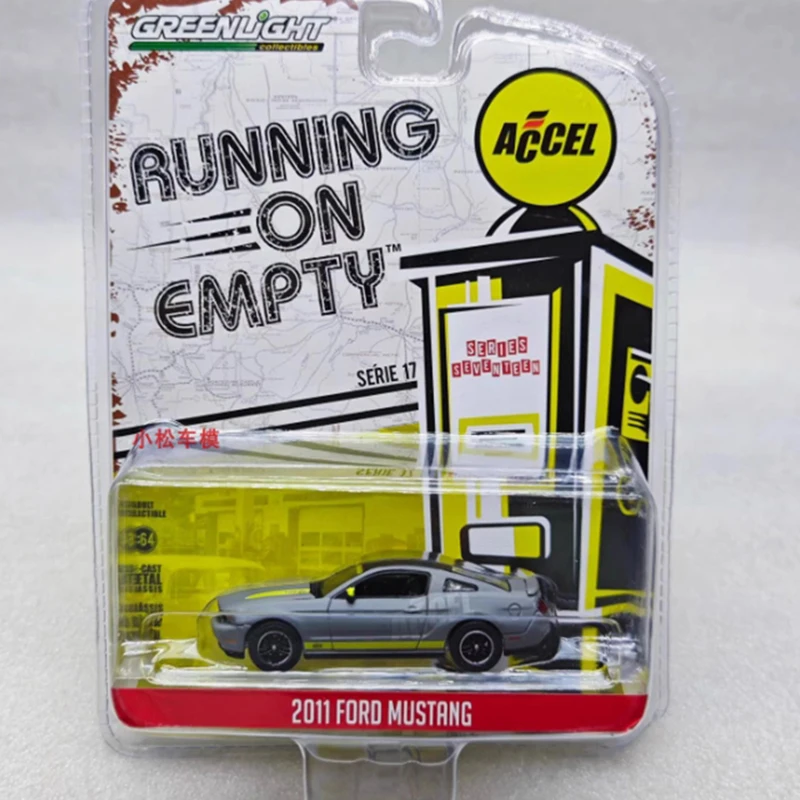 GREENLIGHT
collectibles
ACCEL
RUNNING
ON
EMPTY™
SERIES
SEVENTEEN
SÉRIE 17
小松车模
1:64
2011 FORD MUSTANG